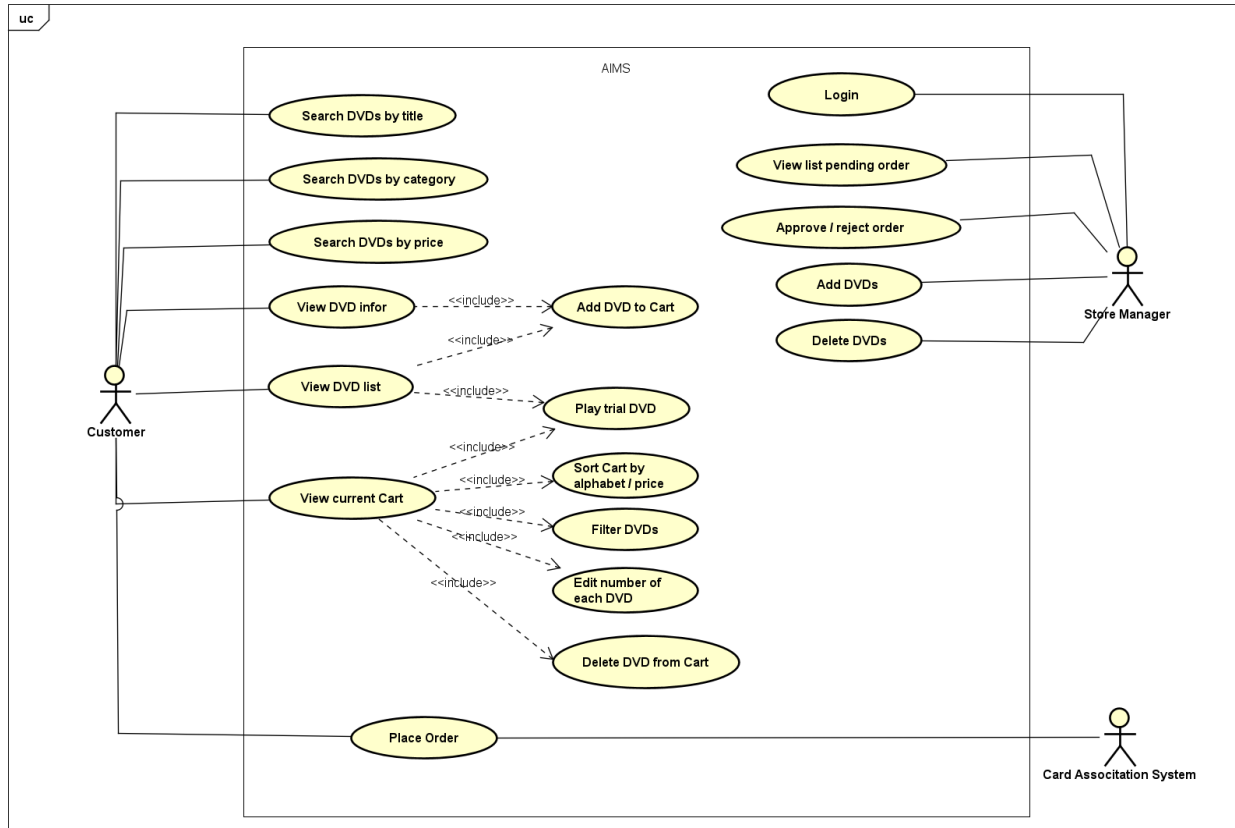 uc
AIMS
Login
Search DVDs by title
View list pending order
Search DVDs by category
Approve / reject order
Search DVDs by price
Add DVDs
<<include>>
View DVD infor
Add DVD to Cart
Store Manager
<<include>>
Delete DVDs
View DVD list
<<include>>
Play trial DVD
Customer
<<include>>
Sort Cart by
alphabet / price
<<include>>
View current Cart
<<include>>
Filter DVDs
<<include>>
Edit number of
each DVD
<<include>>
Delete DVD from Cart
Place Order
Card Associtation System